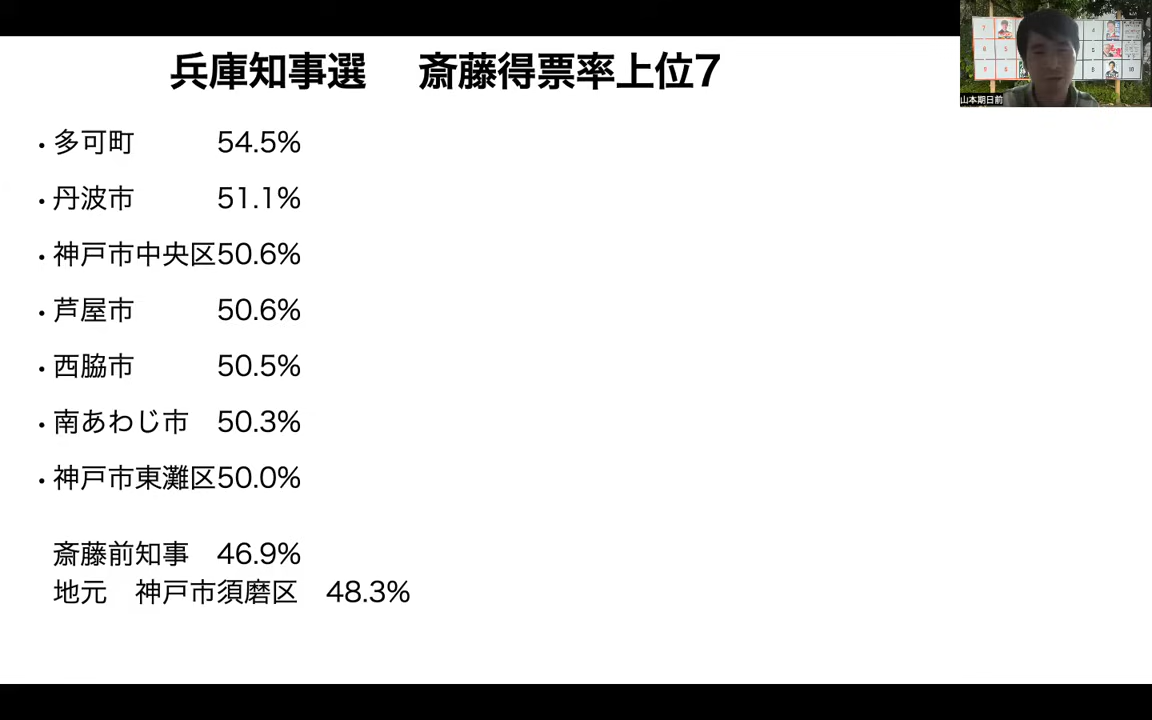 兵庫知事選　斎藤得票率上位7
・多可町　　　54.5%
・丹波市　　　51.1%
・神戸市中央区50.6%
・芦屋市　　　50.6%
・西脇市　　　50.5%
・南あわじ市　50.3%
・神戸市東灘区50.0%
斎藤前知事　46.9%
地元　神戸市須磨区　48.3%
山本期日前